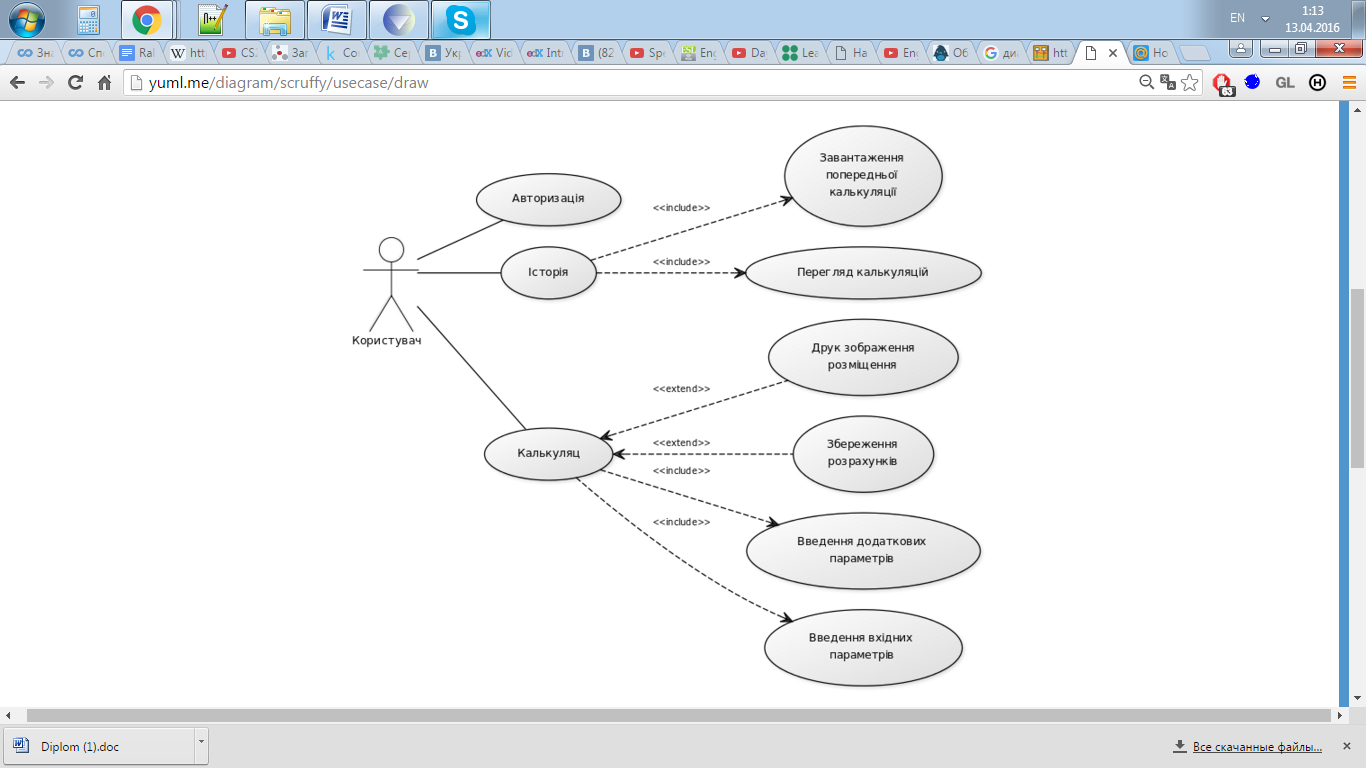 EN
1:13
13.04.2016
yuml.me/diagram/scruffy/usecase/draw
GL
Завантаження
попередньої
калькуляції
Авторизація
<<include>>
Історія
<<include>>
Перегляд калькуляцій
Користувач
Друк зображення
розміщення
<<extend>>
Калькуляц
<<extend>>
Збереження
розрахунків
<<include>>
<<include>>
Введення додаткових
параметрів
Введення вхідних
параметрів
Diplom (1).doc
Все скачанные файлы...